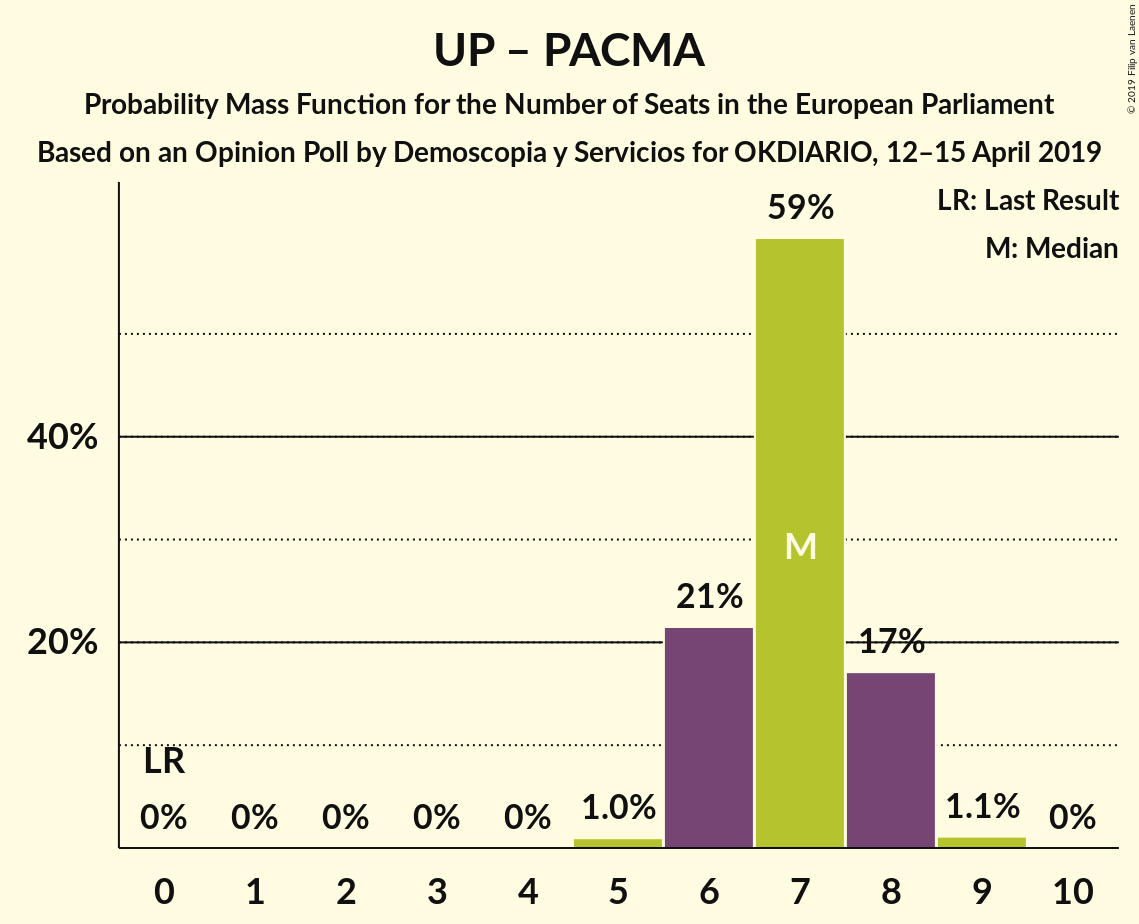 UP – PACMA
Probability Mass Function for the Number of Seats in the European Parliament
Based on an Opinion Poll by Demoscopia y Servicios for OKDIARIO, 12–15 April 2019
© 2019 Filip van Laenen
LR: Last Result
M: Median
59%
40%
M
21%
20%
17%
LR
0% 0% 0% 0% 0% 1.0% 1.1% 0%
0 1 2 3 4 5 6 7 8 9 10